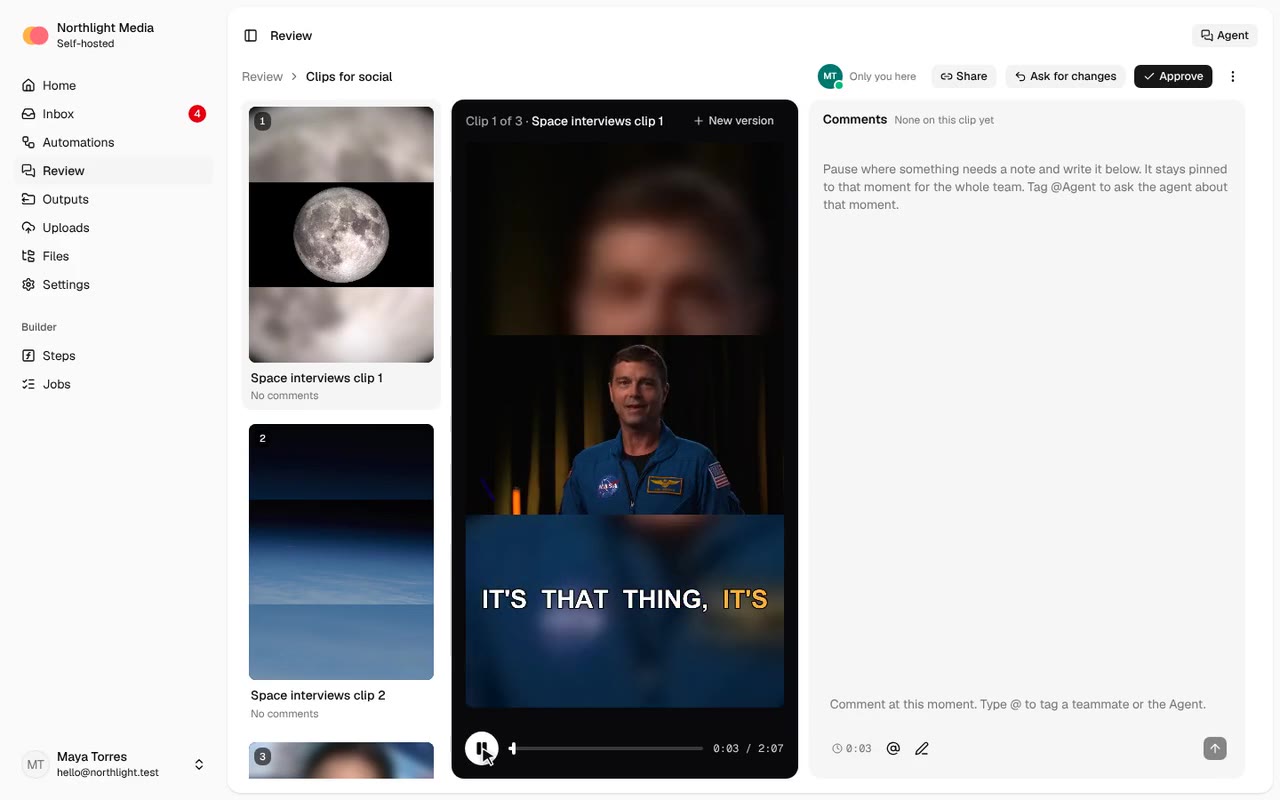 Northlight Media
Self-hosted
Home
Inbox
4
Automations
Review
Outputs
Uploads
Files
Settings
Builder
Steps
Jobs
MT
Maya Torres
hello@northlight.test
Review
Agent
Review
Clips for social
MT
Only you here
Share
Ask for changes
Approve
1
Space interviews clip 1
No comments
2
Space interviews clip 2
No comments
3
Clip 1 of 3 · Space interviews clip 1
New version
NASA
IT'S THAT THING, IT'S
0:03 / 2:07
Comments
None on this clip yet
Pause where something needs a note and write it below. It stays pinned
to that moment for the whole team. Tag @Agent to ask the agent about
that moment.
Comment at this moment. Type @ to tag a teammate or the Agent.
0:03